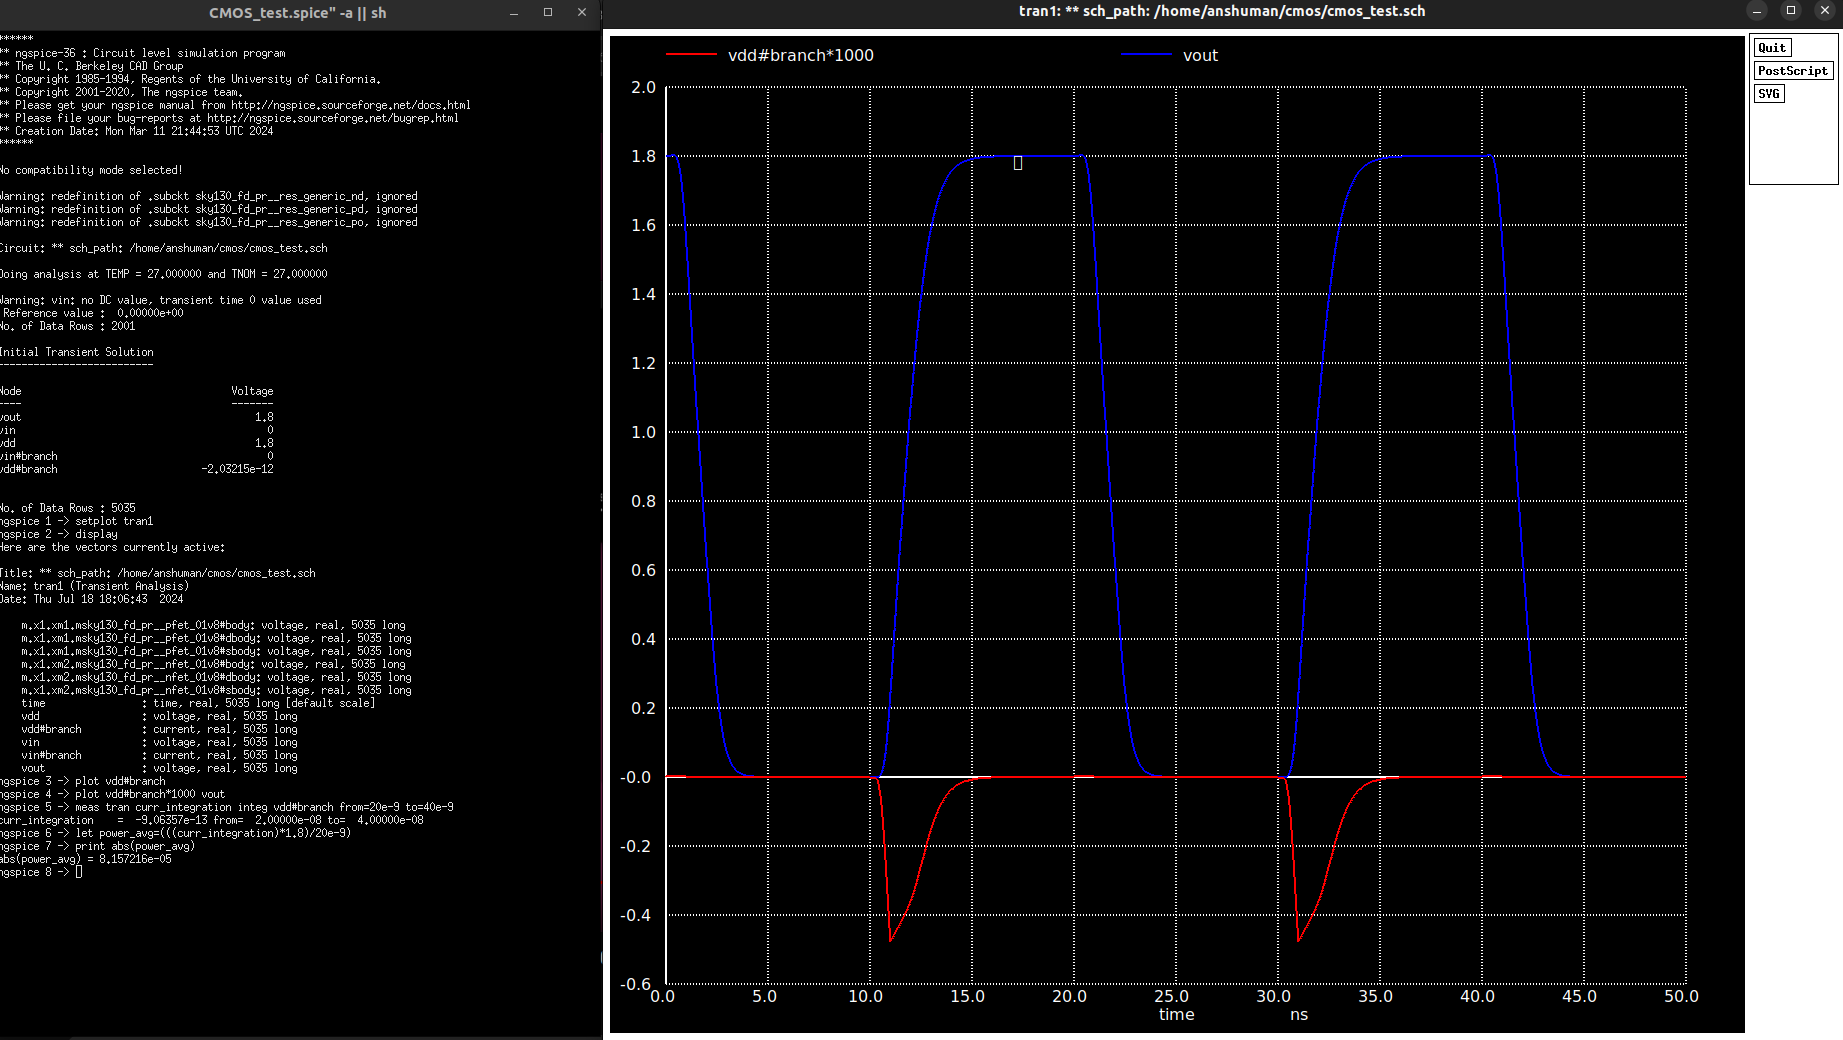 CMOS_test.spice" -a || sh
******
** ngspice-36 : Circuit level simulation program
** The U. C. Berkeley CAD Group
** Copyright 1985-1994, Regents of the University of California.
** Copyright 2001-2020, The ngspice team.
** Please get your ngspice manual from http://ngspice.sourceforge.net/docs.html
** Please file your bug-reports at http://ngspice.sourceforge.net/bugrep.html
** Creation Date: Mon Mar 11 21:44:53 UTC 2024
******
No compatibility mode selected!
Warning: redefinition of .subckt sky130_fd_pr__res_generic_nd, ignored
Warning: redefinition of .subckt sky130_fd_pr__res_generic_pd, ignored
Warning: redefinition of .subckt sky130_fd_pr__res_generic_po, ignored
Circuit: ** sch_path: /home/anshuman/cmos/cmos_test.sch
Doing analysis at TEMP = 27.000000 and TNOM = 27.000000
Warning: vin: no DC value, transient time 0 value used
Reference value :  0.00000e+00
No. of Data Rows : 2001
Initial Transient Solution
--------------------------
Node Voltage
---- -------
vout 1.8
vin 0
vdd 1.8
vin#branch 0
vdd#branch -2.03215e-12
No. of Data Rows : 5035
ngspice 1 -> setplot tran1
ngspice 2 -> display
Here are the vectors currently active:
Title: ** sch_path: /home/anshuman/cmos/cmos_test.sch
Name: tran1 (Transient Analysis)
Date: Thu Jul 18 18:06:43  2024
m.x1.xm1.msky130_fd_pr__pfet_01v8#body: voltage, real, 5035 long
m.x1.xm1.msky130_fd_pr__pfet_01v8#dbody: voltage, real, 5035 long
m.x1.xm1.msky130_fd_pr__pfet_01v8#sbody: voltage, real, 5035 long
m.x1.xm2.msky130_fd_pr__nfet_01v8#body: voltage, real, 5035 long
m.x1.xm2.msky130_fd_pr__nfet_01v8#dbody: voltage, real, 5035 long
m.x1.xm2.msky130_fd_pr__nfet_01v8#sbody: voltage, real, 5035 long
time : time, real, 5035 long [default scale]
vdd : voltage, real, 5035 long
vdd#branch : current, real, 5035 long
vin : voltage, real, 5035 long
vin#branch : current, real, 5035 long
vout : voltage, real, 5035 long
ngspice 3 -> plot vdd#branch
ngspice 4 -> plot vdd#branch*1000 vout
ngspice 5 -> meas tran curr_integration integ vdd#branch from=20e-9 to=40e-9
curr_integration    =  -9.06357e-13 from=  2.00000e-08 to=  4.00000e-08
ngspice 6 -> let power_avg=(((curr_integration)*1.8)/20e-9)
ngspice 7 -> print abs(power_avg)
abs(power_avg) = 8.157216e-05
ngspice 8 ->
tran1: ** sch_path: /home/anshuman/cmos/cmos_test.sch
vdd#branch*1000 vout
2.0
1.8
1.6
1.4
1.2
1.0
0.8
0.6
0.4
0.2
-0.0
-0.2
-0.4
-0.6
0.0 5.0 10.0 15.0 20.0 25.0 30.0 35.0 40.0 45.0 50.0
time ns
Quit
PostScript
SVG